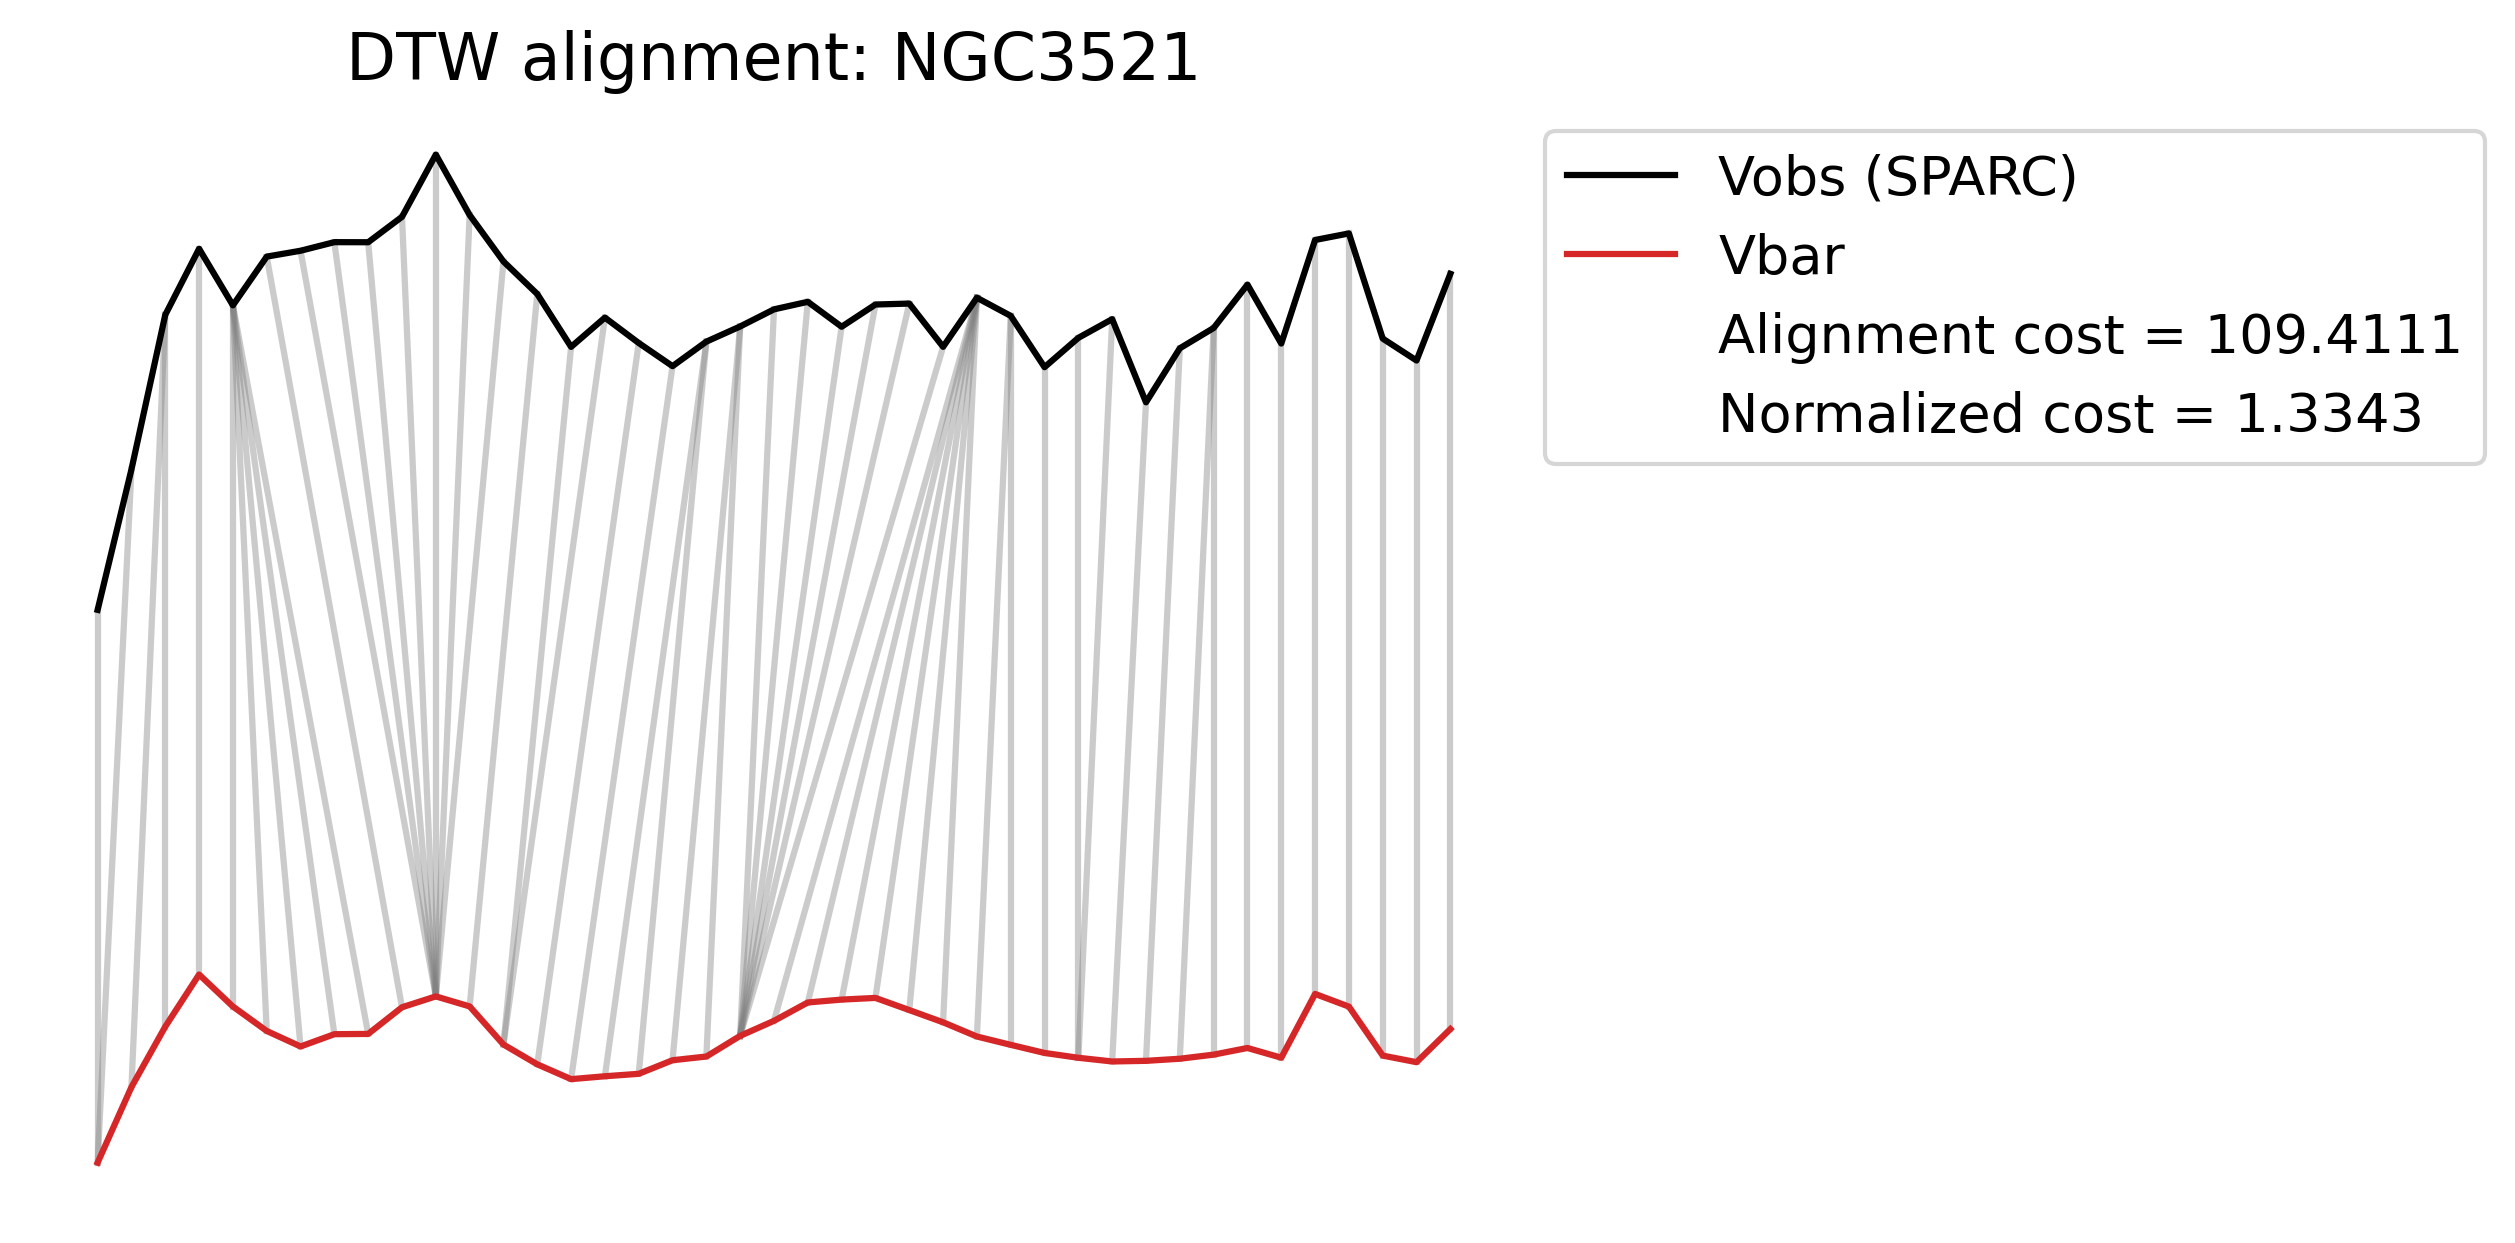 DTW alignment: NGC3521
Vobs (SPARC)
Vbar
Alignment cost = 109.4111
Normalized cost = 1.3343